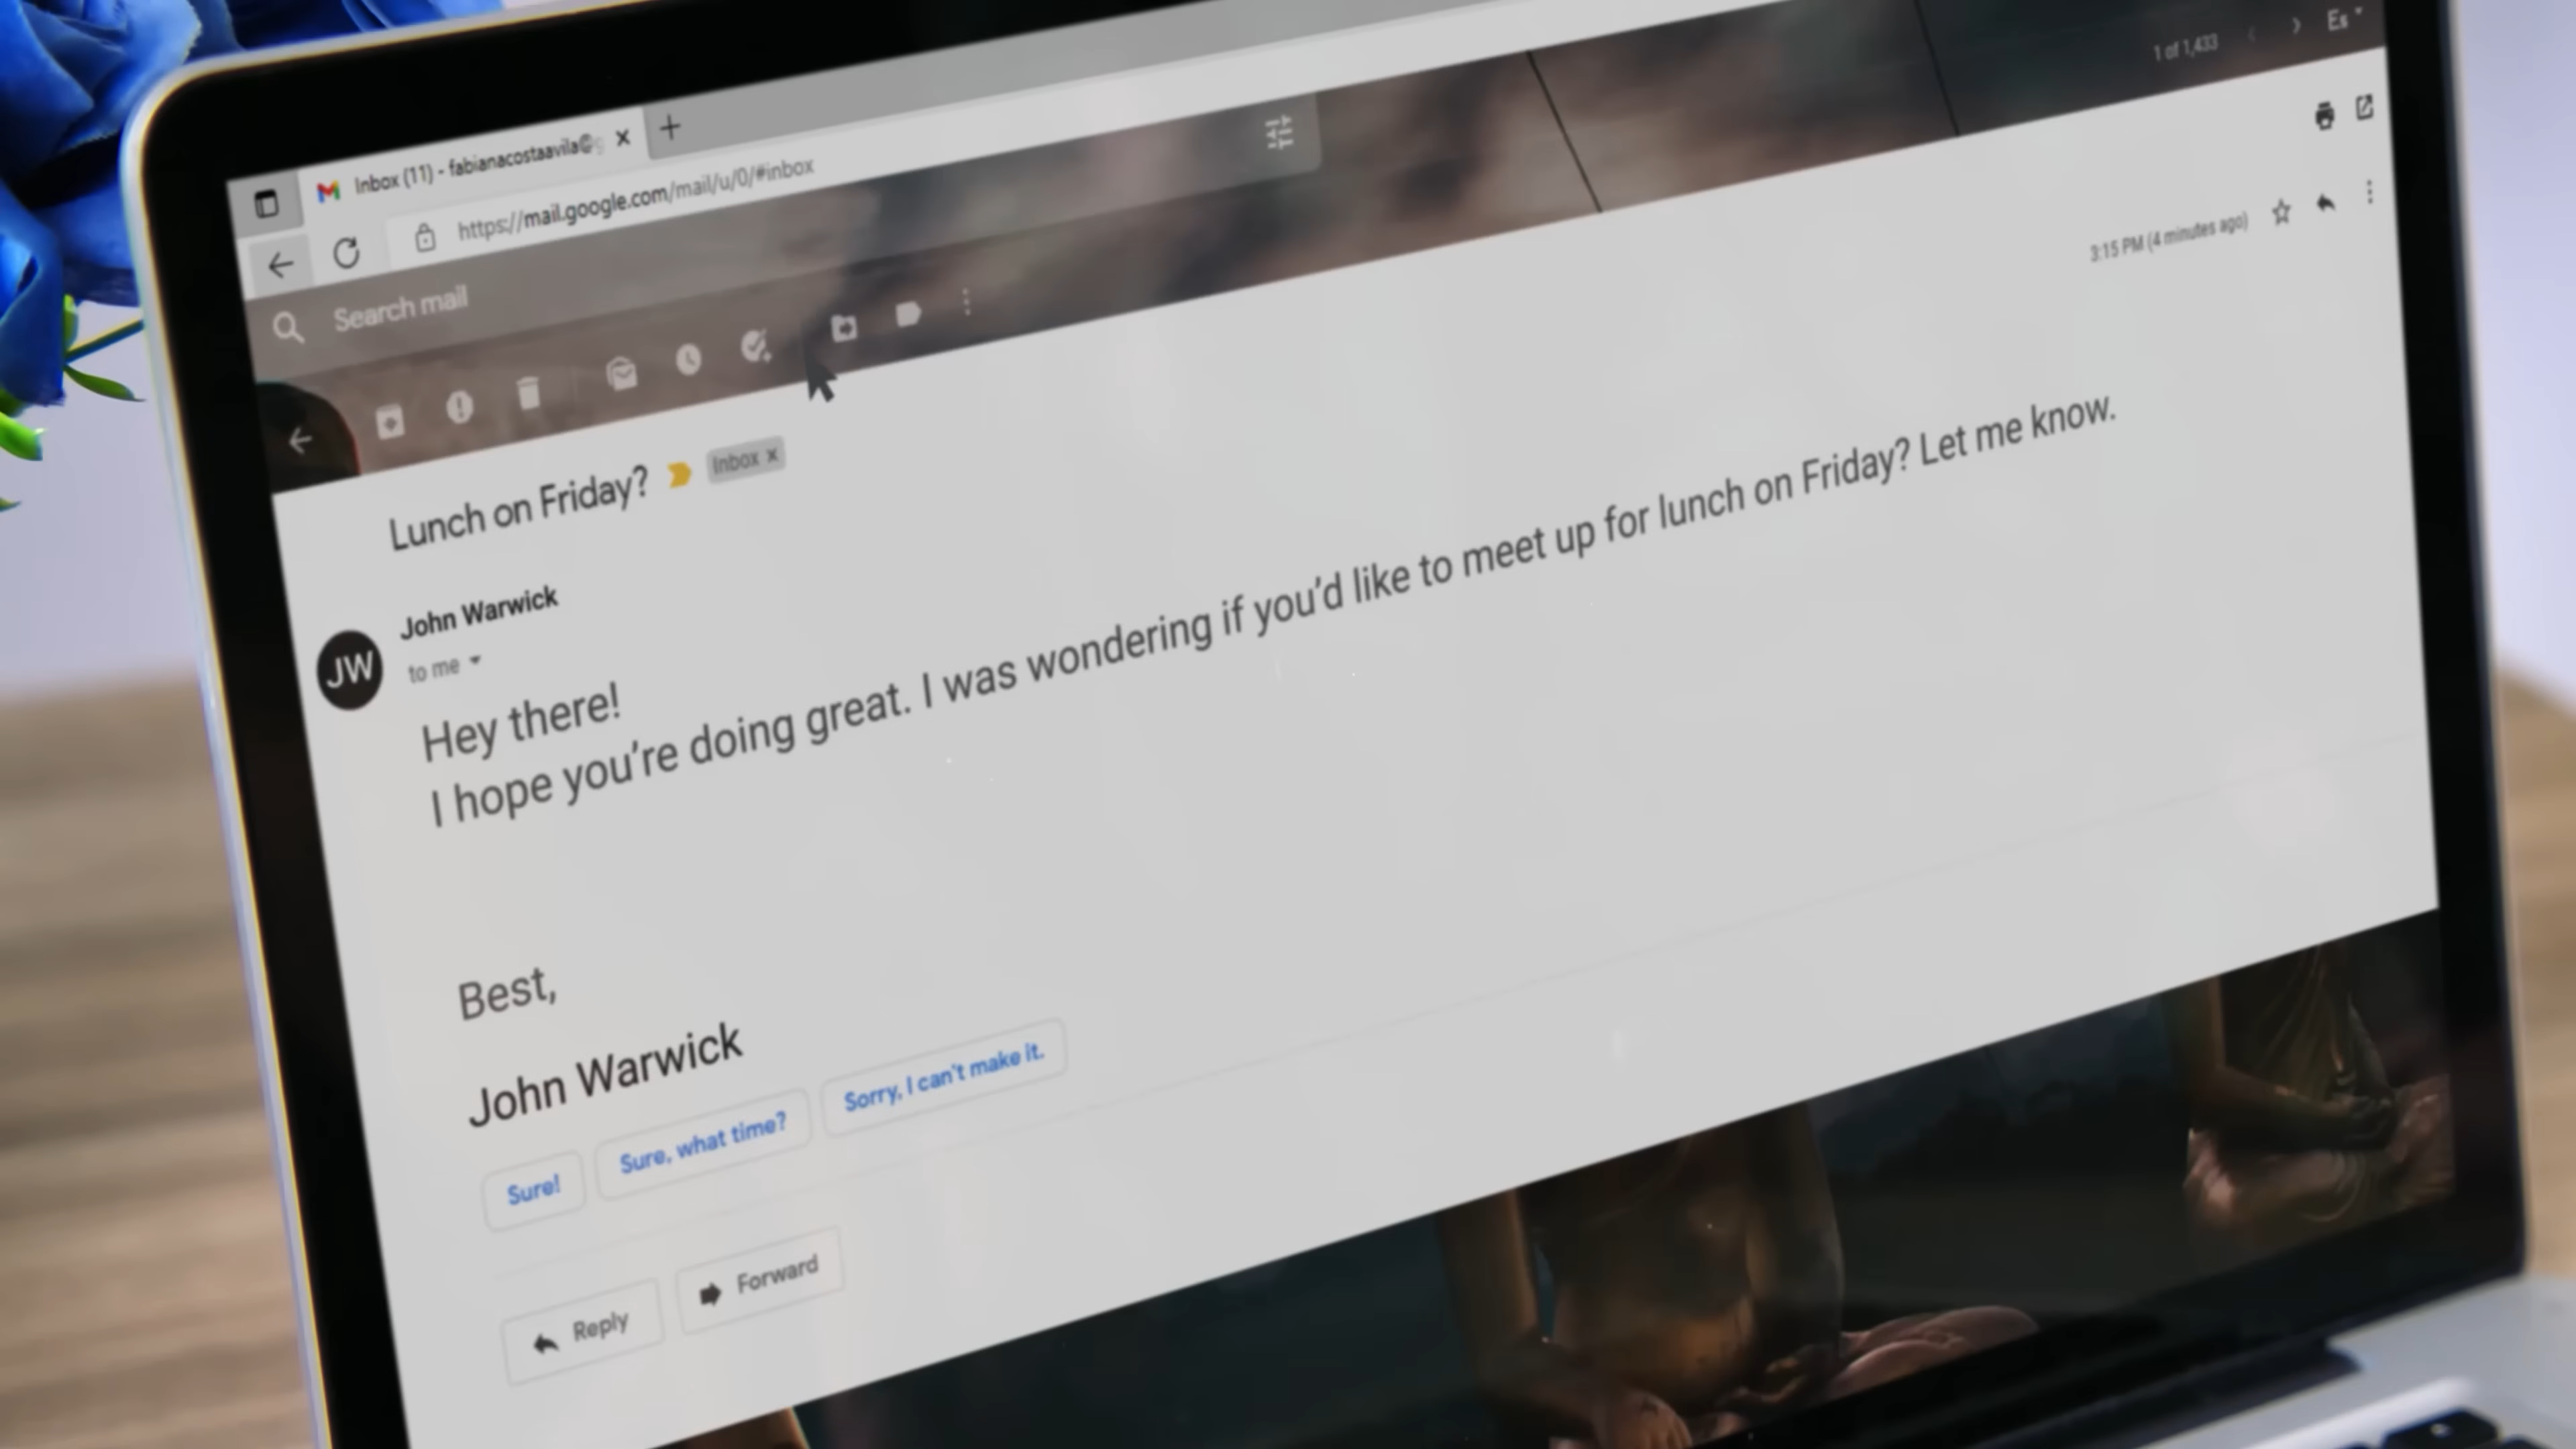 Inbox (11) - fabianacostaavila@g
https://mail.google.com/mail/u/0/#inbox
Search mail
1 of 1,433
Es
Lunch on Friday?
Inbox x
John Warwick
3:15 PM (4 minutes ago)
JW
to me
Hey there!
I hope you're doing great. I was wondering if you'd like to meet up for lunch on Friday? Let me know.
Best,
John Warwick
Sure!
Sure, what time?
Sorry, I can't make it.
Reply
Forward